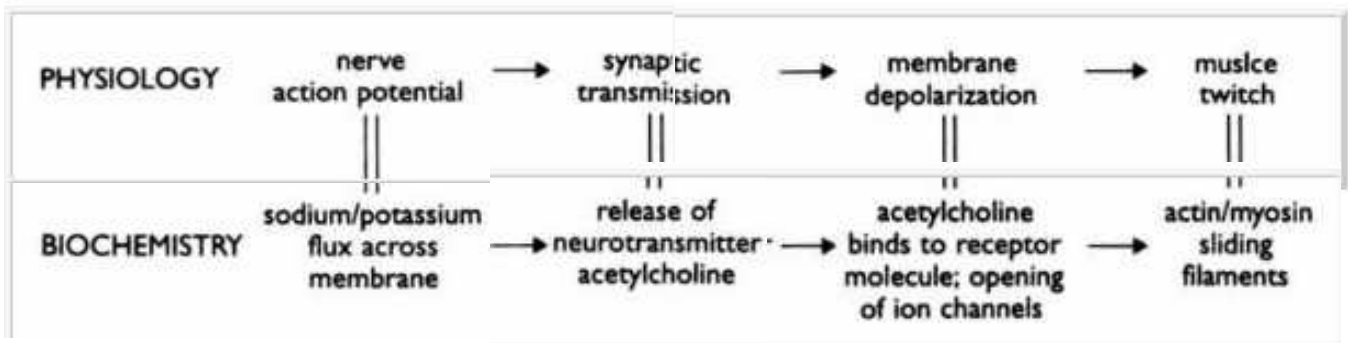 PHYSIOLOGY
nerve
action potential
synaptic
transmission
membrane
depolarization
muslce
twitch
BIOCHEMISTRY
sodium/potassium
flux across
membrane
release of
neurotransmitter
acetylcholine
acetylcholine
binds to receptor
molecule; opening
of ion channels
actin/myosin
sliding
filaments